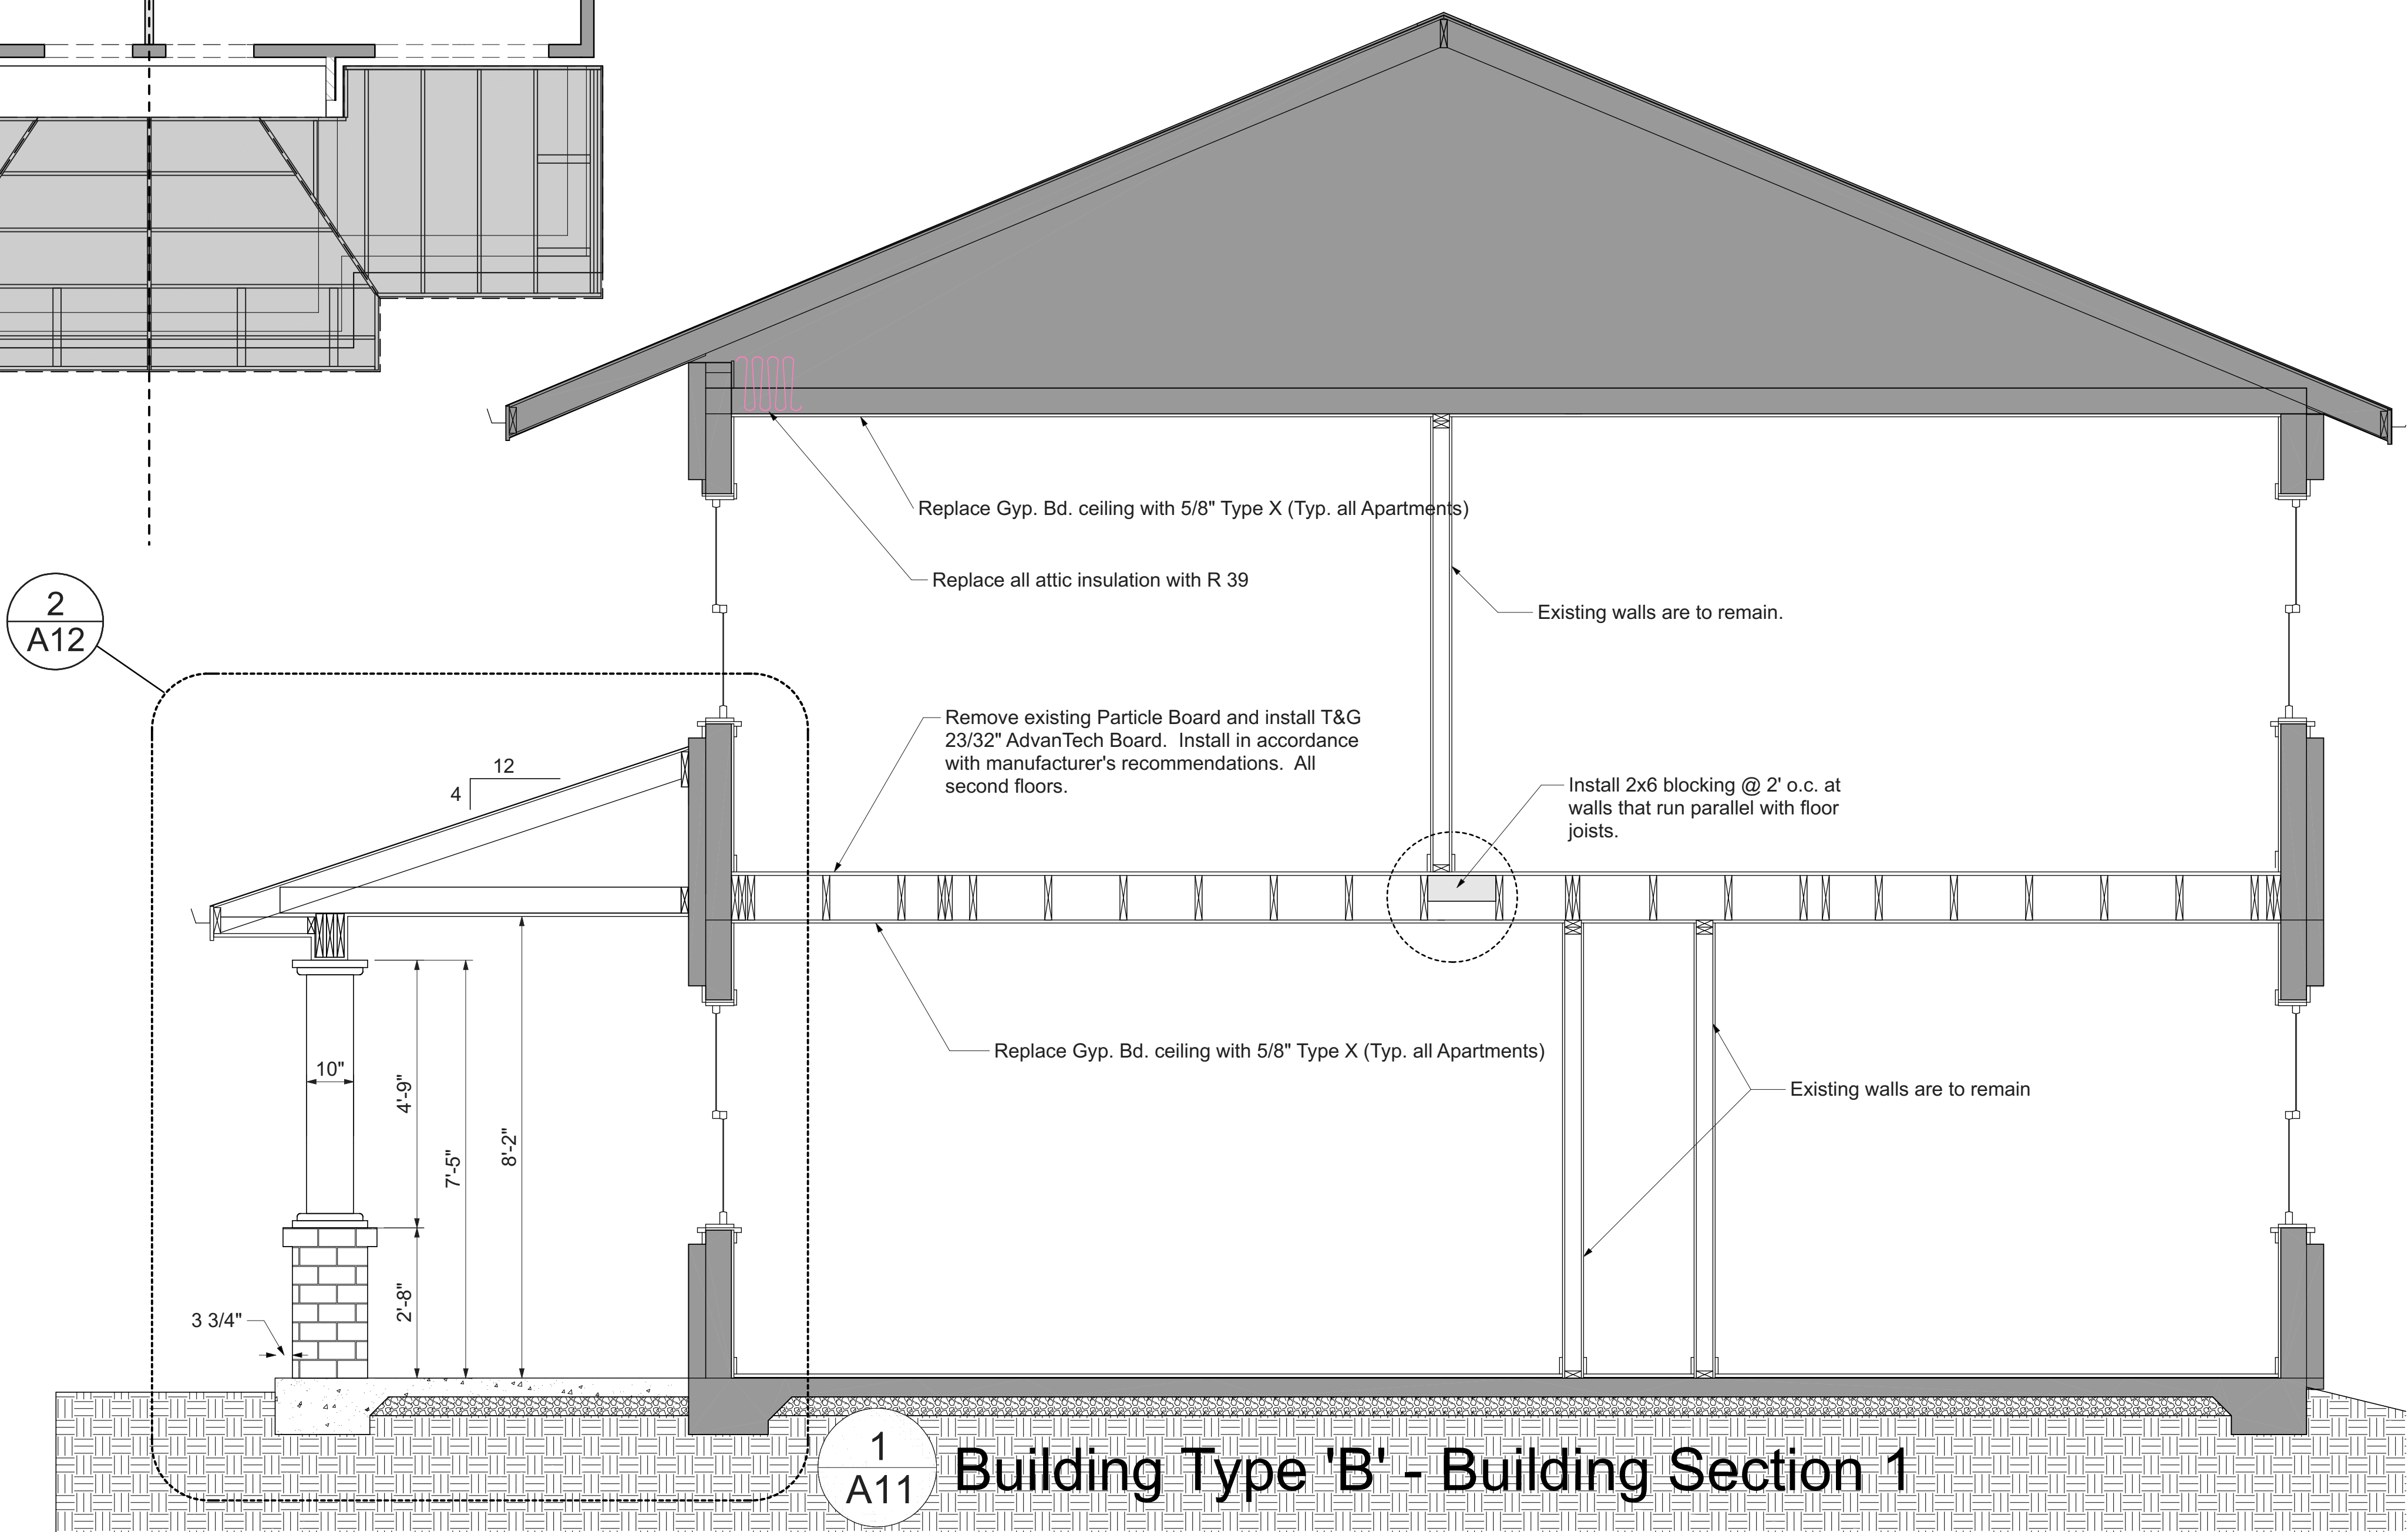 Replace Gyp. Bd. ceiling with 5/8" Type X (Typ. all Apartments)
Replace all attic insulation with R 39
2
A12
Existing walls are to remain.
Remove existing Particle Board and install T&G
23/32" AdvanTech Board.  Install in accordance
with manufacturer's recommendations.  All
second floors.
12
4
Install 2x6 blocking @ 2' o.c. at
walls that run parallel with floor
joists.
Replace Gyp. Bd. ceiling with 5/8" Type X (Typ. all Apartments)
10"
4'-9"
7'-5"
8'-2"
Existing walls are to remain
2'-8"
3 3/4"
1
A11
Building Type 'B' - Building Section 1